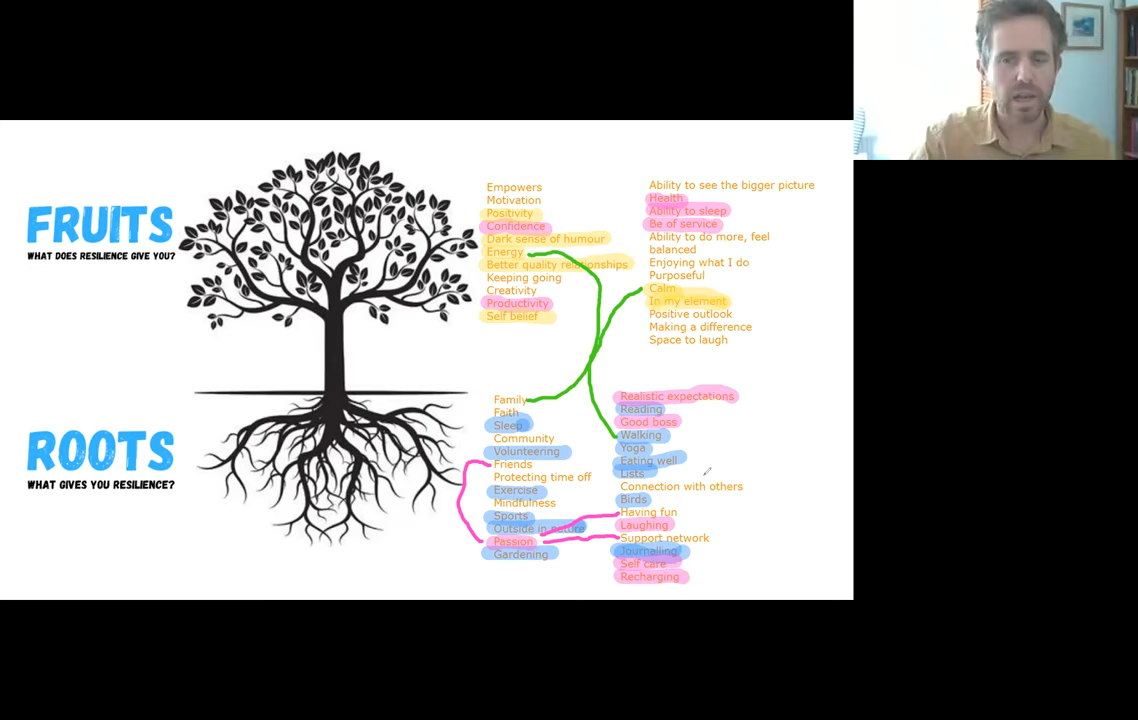 FRUITS
WHAT DOES RESILIENCE GIVE YOU?
Empowers
Motivation
Positivity
Confidence
Dark sense of humour
Energy
Better quality relationships
Keeping going
Creativity
Productivity
Self belief
Ability to see the bigger picture
Health
Ability to sleep
Be of service
Ability to do more, feel
balanced
Enjoying what I do
Purposeful
Calm
In my element
Positive outlook
Making a difference
Space to laugh
ROOTS
WHAT GIVES YOU RESILIENCE?
Family
Faith
Sleep
Community
Volunteering
Friends
Protecting time off
Exercise
Mindfulness
Sports
Outside in nature
Passion
Gardening
Realistic expectations
Reading
Good boss
Walking
Yoga
Eating well
Lists
Connection with others
Birds
Having fun
Laughing
Support network
Journalling
Self care
Recharging